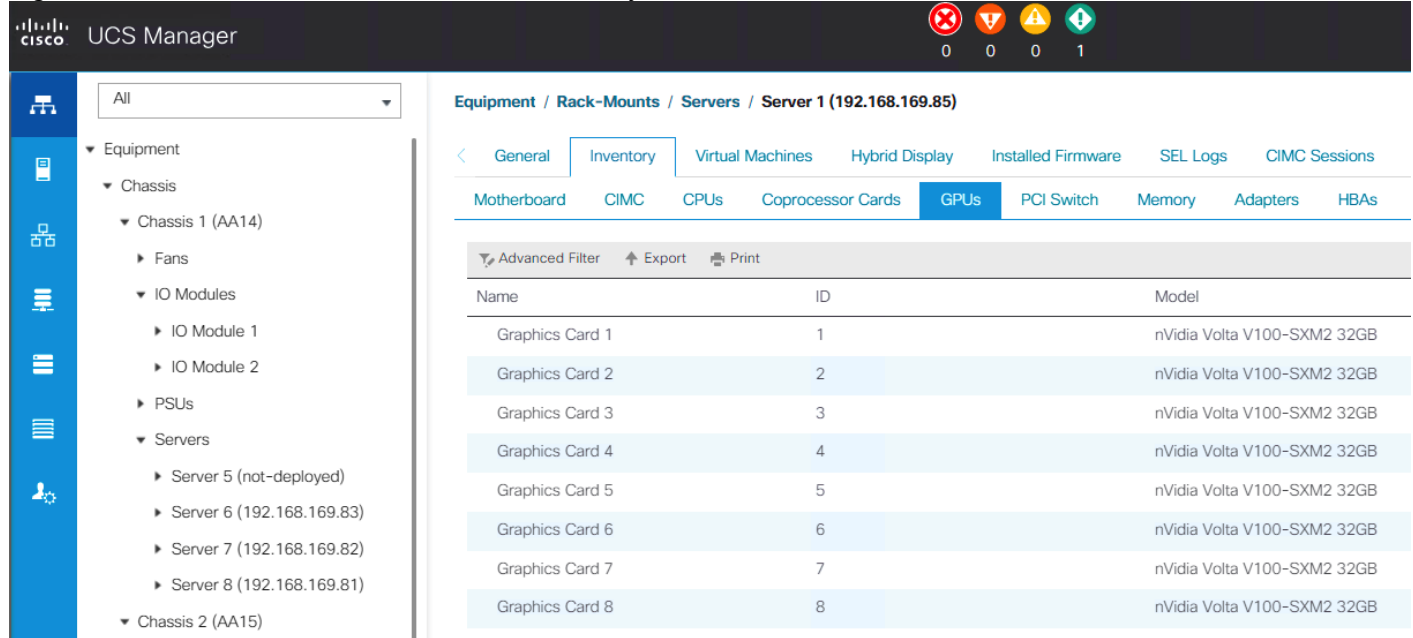 cisco UCS Manager
0 0 0 1
All
Equipment
Chassis
Chassis 1 (AA14)
Fans
IO Modules
IO Module 1
IO Module 2
PSUs
Servers
Server 5 (not-deployed)
Server 6 (192.168.169.83)
Server 7 (192.168.169.82)
Server 8 (192.168.169.81)
Chassis 2 (AA15)
Equipment / Rack-Mounts / Servers / Server 1 (192.168.169.85)
General Inventory Virtual Machines Hybrid Display Installed Firmware SEL Logs CIMC Sessions
Motherboard CIMC CPUs Coprocessor Cards GPUs PCI Switch Memory Adapters HBAs
Advanced Filter Export Print
Name ID Model
Graphics Card 1 1 nVidia Volta V100-SXM2 32GB
Graphics Card 2 2 nVidia Volta V100-SXM2 32GB
Graphics Card 3 3 nVidia Volta V100-SXM2 32GB
Graphics Card 4 4 nVidia Volta V100-SXM2 32GB
Graphics Card 5 5 nVidia Volta V100-SXM2 32GB
Graphics Card 6 6 nVidia Volta V100-SXM2 32GB
Graphics Card 7 7 nVidia Volta V100-SXM2 32GB
Graphics Card 8 8 nVidia Volta V100-SXM2 32GB